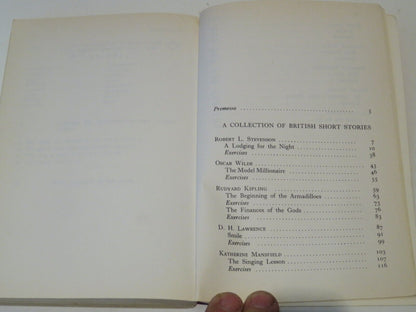 Premessa 5
A COLLECTION OF BRITISH SHORT STORIES
ROBERT L. STEVENSON 7
A Lodging for the Night 10
Exercises 38
OSCAR WILDE 43
The Model Millionaire 46
Exercises 55
RUDYARD KIPLING 59
The Beginning of the Armadilloes 63
Exercises 73
The Finances of the Gods 76
Exercises 83
D. H. LAWRENCE 87
Smile 91
Exercises 99
KATHERINE MANSFIELD 103
The Singing Lesson 107
Exercises 116